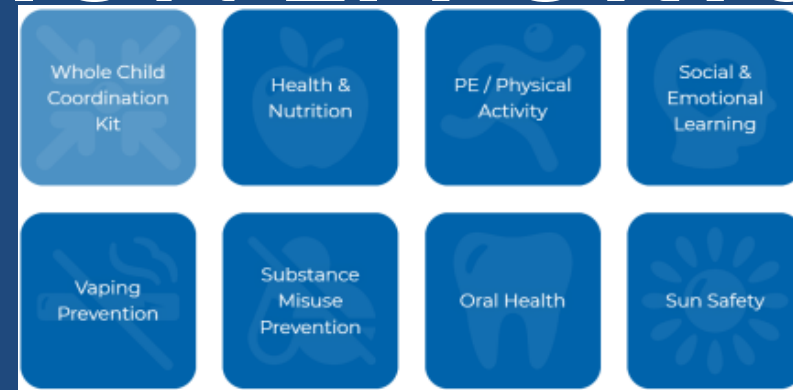 Whole Child
Coordination
Kit
Health &
Nutrition
PE / Physical
Activity
Social &
Emotional
Learning
Vaping
Prevention
Substance
Misuse
Prevention
Oral Health
Sun Safety